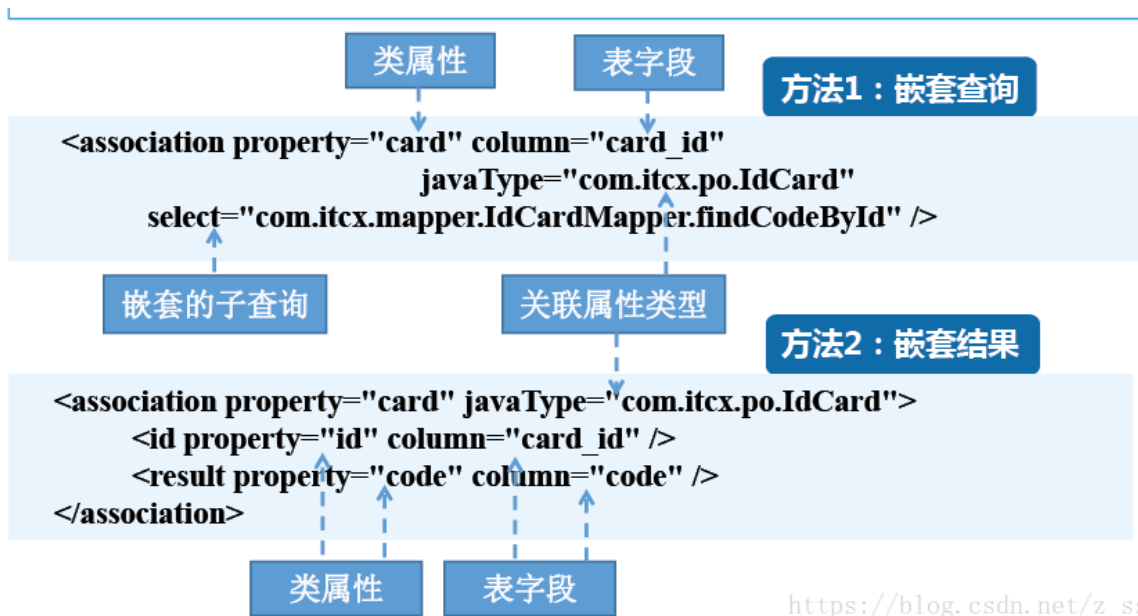 类属性 表字段
方法1：嵌套查询
<association property="card" column="card_id"
javaType="com.itcx.po.IdCard"
select="com.itcx.mapper.IdCardMapper.findCodeById" />
嵌套的子查询 关联属性类型
方法2：嵌套结果
<association property="card" javaType="com.itcx.po.IdCard">
<id property="id" column="card_id" />
<result property="code" column="code" />
</association>
类属性 表字段
https://blog.csdn.net/z_ss